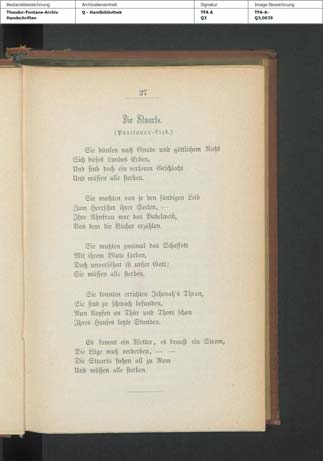 Bestandsbezeichnung
Archivalieneinheit
Signatur
Image Bezeichnung
Theodor-Fontane-Archiv
Handschriften
Q - Handbibliothek
TFA A
Q3
TFA-A-
Q3,0039
27
Die Stuarts.
(Puritaner-Lied.)
Sie dünken nach Gnade und göttlichem Recht
Sich dieses Landes Erben,
Und sind doch ein verloren Geschlecht
Und müssen alle sterben.
Sie machten von je den sündigen Leib
Zum Herrscher ihrer Seelen, —
Ihre Ahnfrau war das Babelweib,
Von dem die Bücher erzählen.
Sie mußten zweimal das Schaffott
Mit ihrem Blute färben,
Doch unversöhnt ist unser Gott:
Sie müssen alle sterben.
Sie konnten errichten Jehovah's Thron,
Sie sind zu schwach befunden,
Nun klopfen an Thür und Thore schon
Ihres Hauses letzte Stunden.
Es kommt ein Wetter, es braust ein Strom,
Die Lüge muß verderben, — —
Die Stuarts stehen all zu Rom
Und müssen alle sterben.